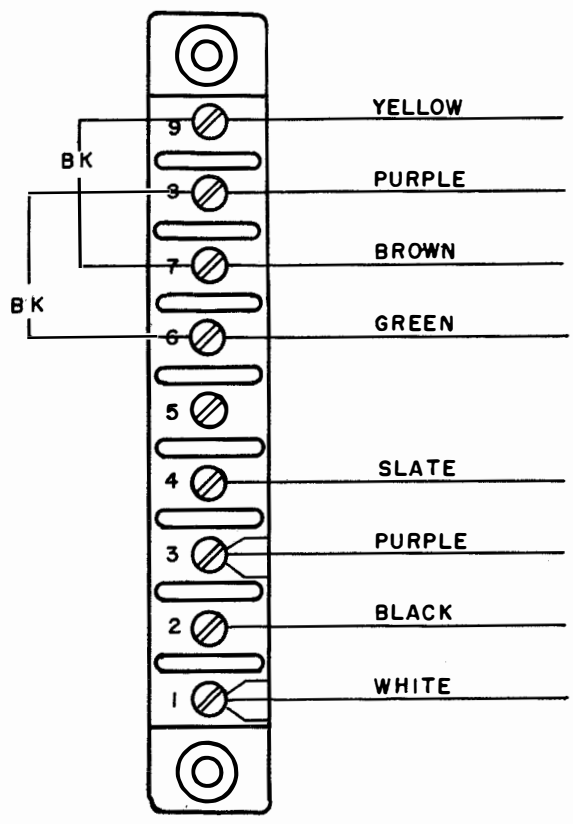 YELLOW
9
BK
PURPLE
8
BROWN
7
BK
GREEN
6
5
SLATE
4
PURPLE
3
BLACK
2
WHITE
1